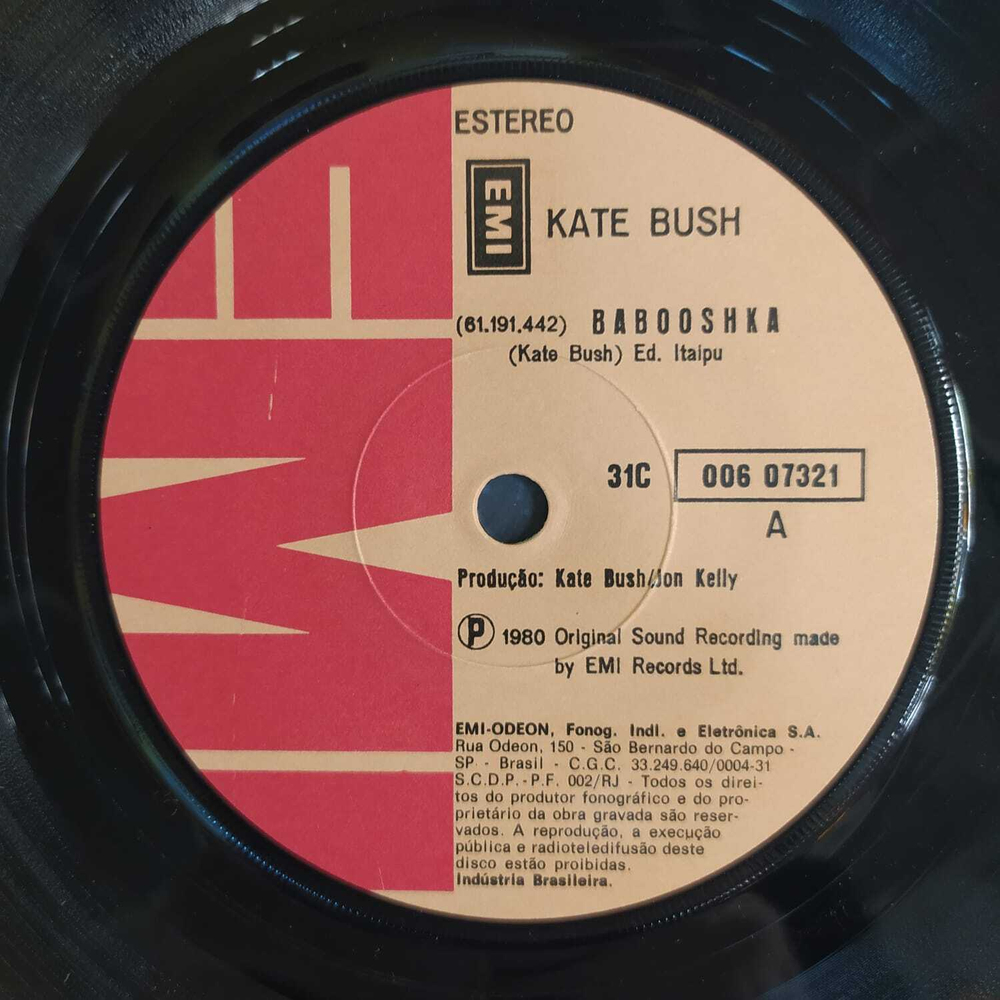 ESTEREO
EMI
KATE BUSH
(61.191.442) BABOOSHKA
(Kate Bush) Ed. Itaipu
31C 006 07321
A
Produção: Kate Bush/Jon Kelly
Ⓟ 1980 Original Sound Recording made
by EMI Records Ltd.
EMI-ODEON, Fonog. Indl. e Eletrônica S.A.
Rua Odeon, 150 - São Bernardo do Campo -
SP - Brasil - C.G.C. 33.249.640/0004-31
S.C.D.P. - P.F. 002/RJ - Todos os direi-
tos do produtor fonográfico e do pro-
prietário da obra gravada são reser-
vados. A reprodução, a execução
pública e radioteledifusão deste
disco estão proibidas.
Indústria Brasileira.
EMI